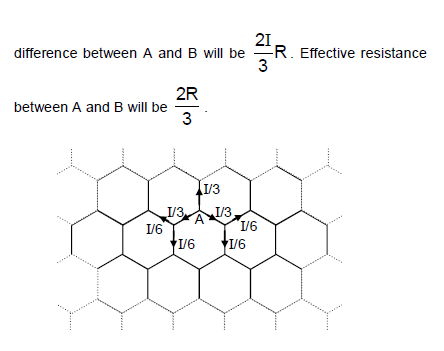 difference between A and B will be 2I/3 R. Effective resistance
between A and B will be 2R/3.
I/3
I/3 A I/3
I/6 I/6
I/6 I/6